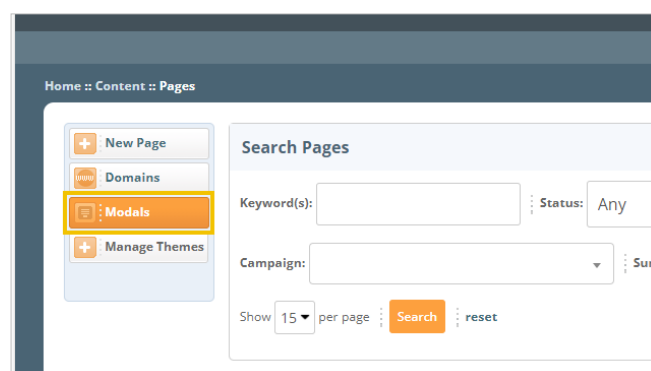 Home :: Content :: Pages
New Page
Domains
Modals
Manage Themes
Search Pages
Keyword(s): Status: Any
Campaign:
Show 15 per page Search reset